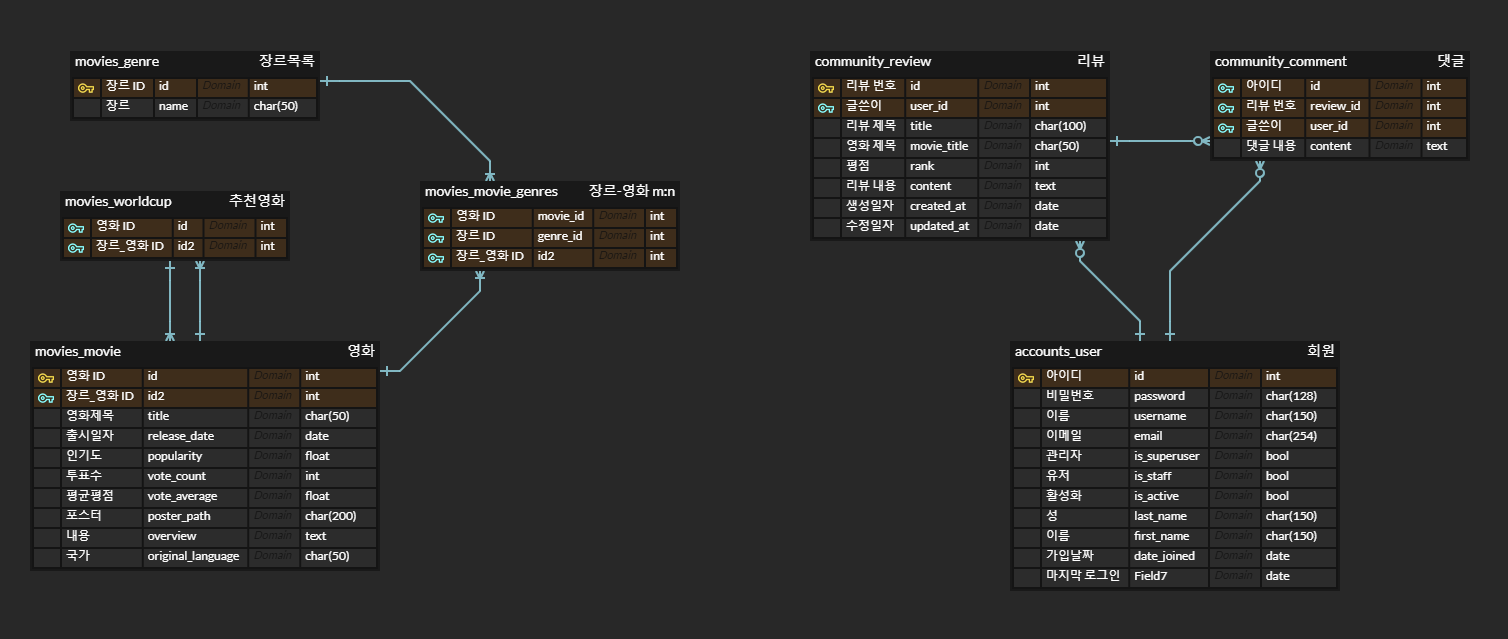 movies_genre 장르목록
장르 ID id Domain int
장르 name Domain char(50)
movies_worldcup 추천영화
영화 ID id Domain int
장르_영화 ID id2 Domain int
movies_movie_genres 장르-영화 m:n
영화 ID movie_id Domain int
장르 ID genre_id Domain int
장르_영화 ID id2 Domain int
movies_movie 영화
영화 ID id Domain int
장르_영화 ID id2 Domain int
영화제목 title Domain char(50)
출시일자 release_date Domain date
인기도 popularity Domain float
투표수 vote_count Domain int
평균평점 vote_average Domain float
포스터 poster_path Domain char(200)
내용 overview Domain text
국가 original_language Domain char(50)
community_review 리뷰
리뷰 번호 id Domain int
글쓴이 user_id Domain int
리뷰 제목 title Domain char(100)
영화 제목 movie_title Domain char(50)
평점 rank Domain int
리뷰 내용 content Domain text
생성일자 created_at Domain date
수정일자 updated_at Domain date
community_comment 댓글
아이디 id Domain int
리뷰 번호 review_id Domain int
글쓴이 user_id Domain int
댓글 내용 content Domain text
accounts_user 회원
아이디 id Domain int
비밀번호 password Domain char(128)
이름 username Domain char(150)
이메일 email Domain char(254)
관리자 is_superuser Domain bool
유저 is_staff Domain bool
활성화 is_active Domain bool
성 last_name Domain char(150)
이름 first_name Domain char(150)
가입날짜 date_joined Domain date
마지막 로그인 Field7 Domain date